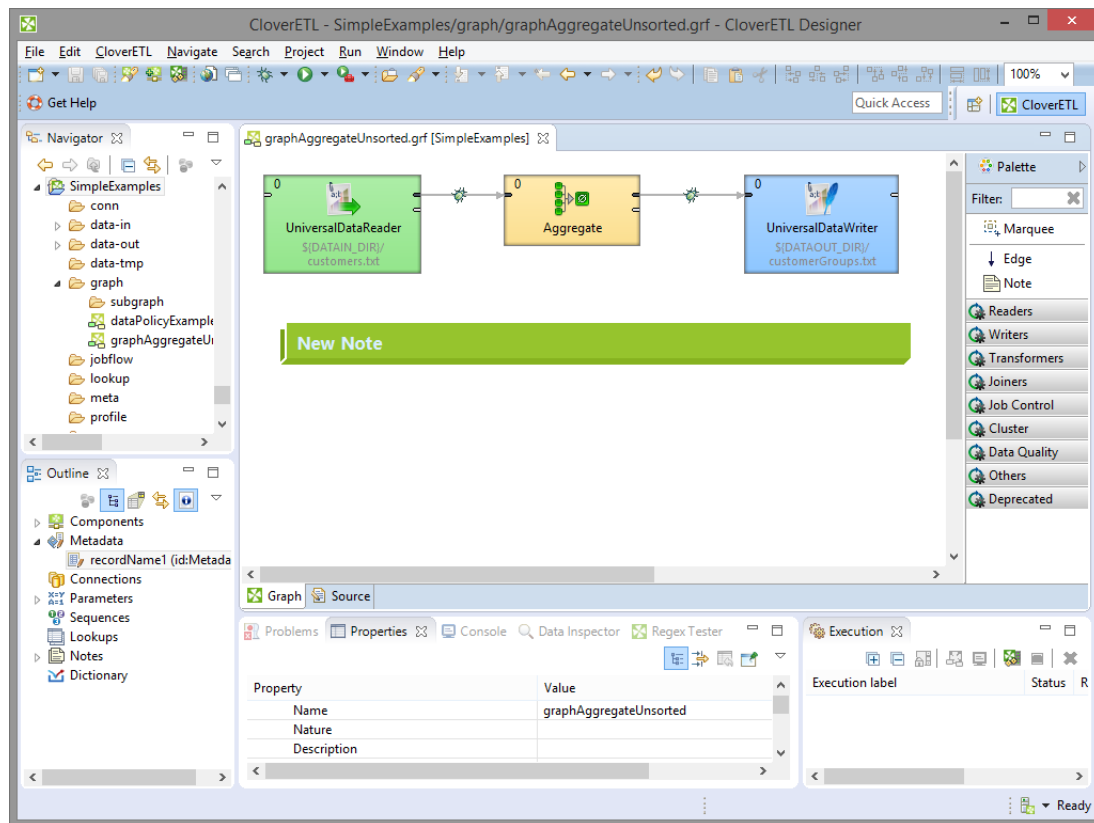 CloverETL - SimpleExamples/graph/graphAggregateUnsorted.grf - CloverETL Designer
File Edit CloverETL Navigate Search Project Run Window Help
100%
Get Help
Quick Access
CloverETL
Navigator
SimpleExamples
conn
data-in
data-out
data-tmp
graph
subgraph
dataPolicyExample
graphAggregateU
jobflow
lookup
meta
profile
Outline
Components
Metadata
recordName1 (id:Metada
Connections
Parameters
Sequences
Lookups
Notes
Dictionary
graphAggregateUnsorted.grf [SimpleExamples]
0
UniversalDataReader
${DATAIN_DIR}/
customers.txt
0
Aggregate
0
UniversalDataWriter
${DATAOUT_DIR}/
customerGroups.txt
New Note
Palette
Filter:
Marquee
Edge
Note
Readers
Writers
Transformers
Joiners
Job Control
Cluster
Data Quality
Others
Deprecated
Graph Source
Problems Properties Console Data Inspector Regex Tester
Property Value
Name graphAggregateUnsorted
Nature
Description
Execution
Execution label Status R
Ready